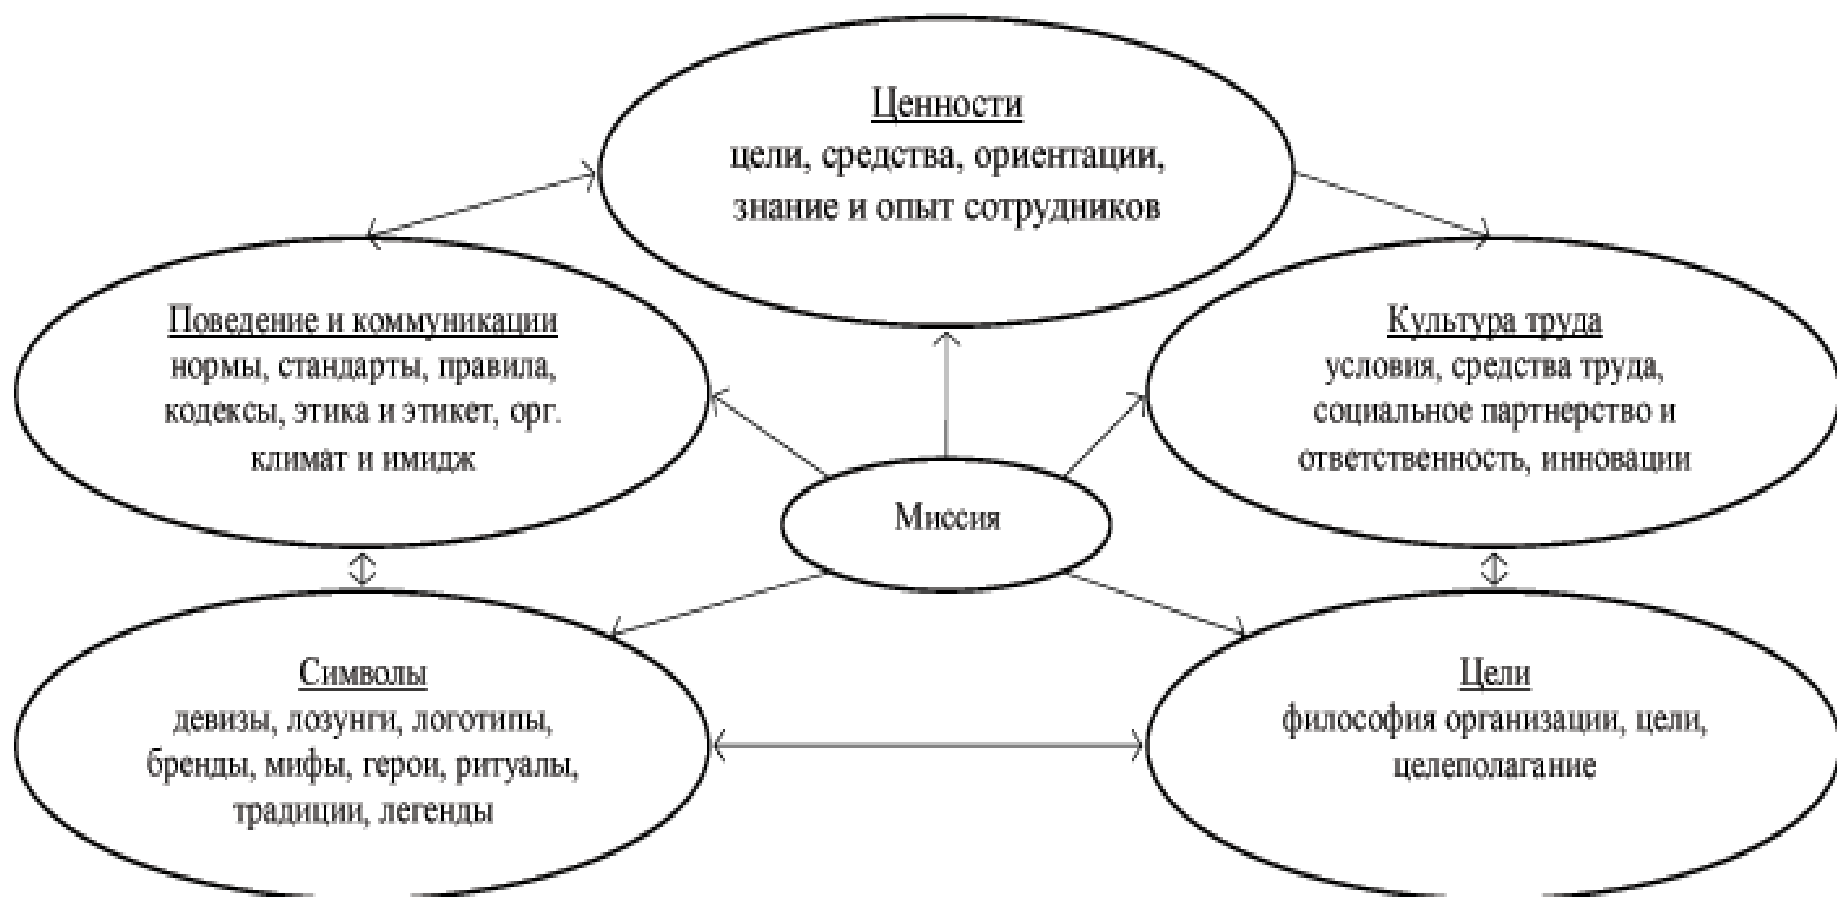 Ценности
цели, средства, ориентации,
знание и опыт сотрудников
Поведение и коммуникации
нормы, стандарты, правила,
кодексы, этика и этикет, орг.
климат и имидж
Культура труда
условия, средства труда,
социальное партнерство и
ответственность, инновации
Миссия
Символы
девизы, лозунги, логотипы,
бренды, мифы, герои, ритуалы,
традиции, легенды
Цели
философия организации, цели,
целеполагание